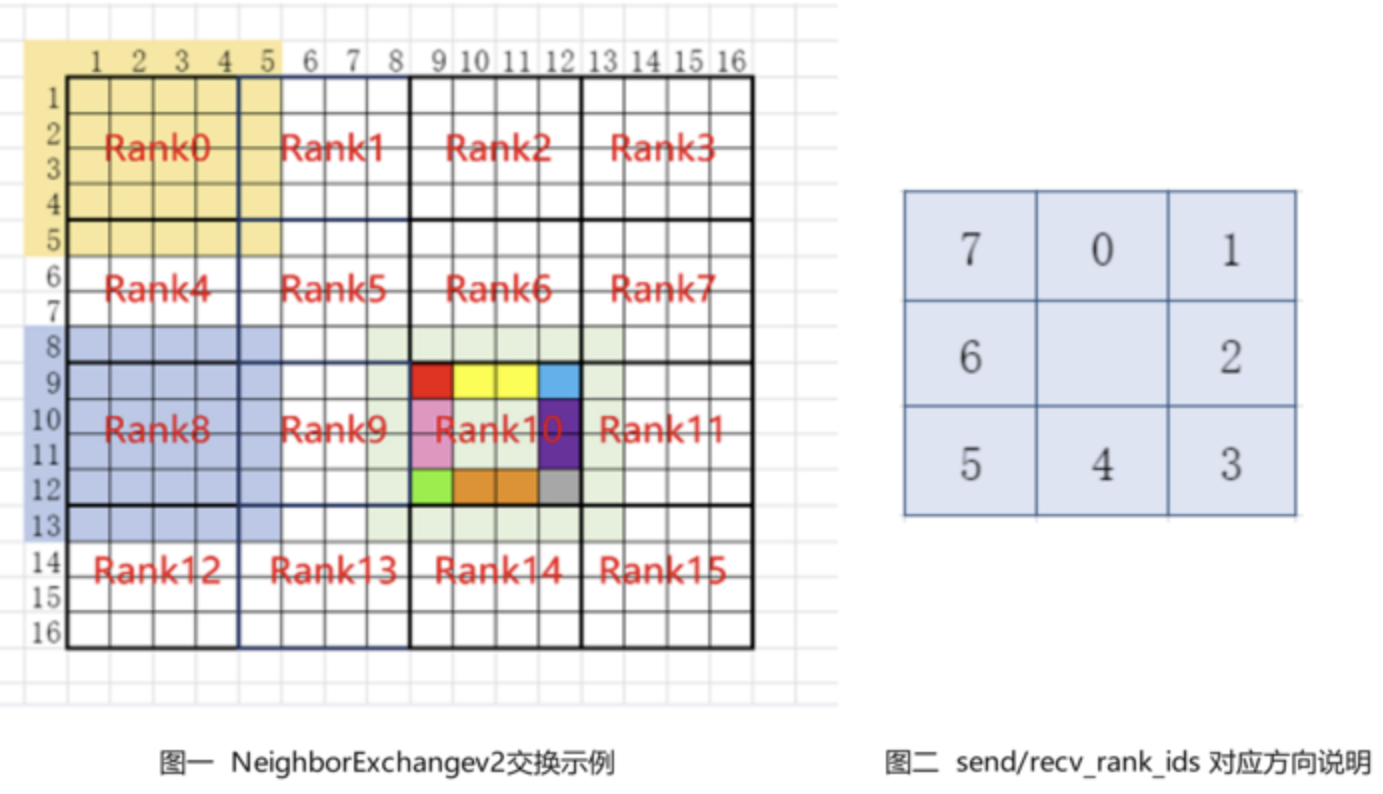 1 2 3 4 5 6 7 8 9 10 11 12 13 14 15 16
1
2
Rank0 Rank1 Rank2 Rank3
3
4
5
6
Rank4 Rank5 Rank6 Rank7
7
8
9
10
Rank8 Rank9 Rank10 Rank11
11
12
13
14
Rank12 Rank13 Rank14 Rank15
15
16
7 0 1
6 2
5 4 3
图一 NeighborExchangev2交换示例
图二 send/recv_rank_ids 对应方向说明